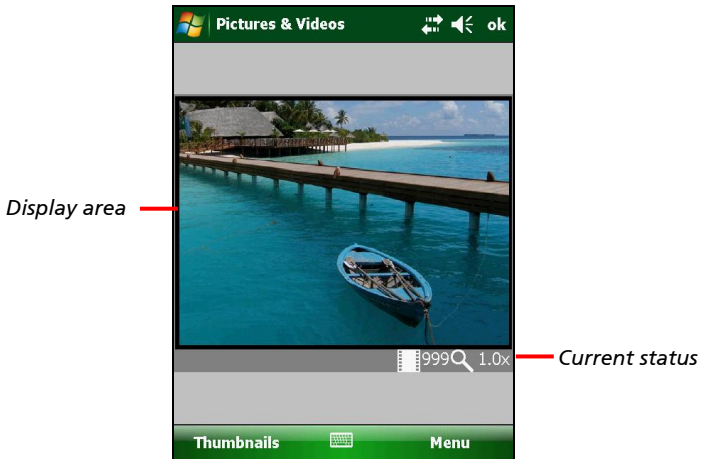 Pictures & Videos ok
Display area
999 1.0x
Current status
Thumbnails Menu